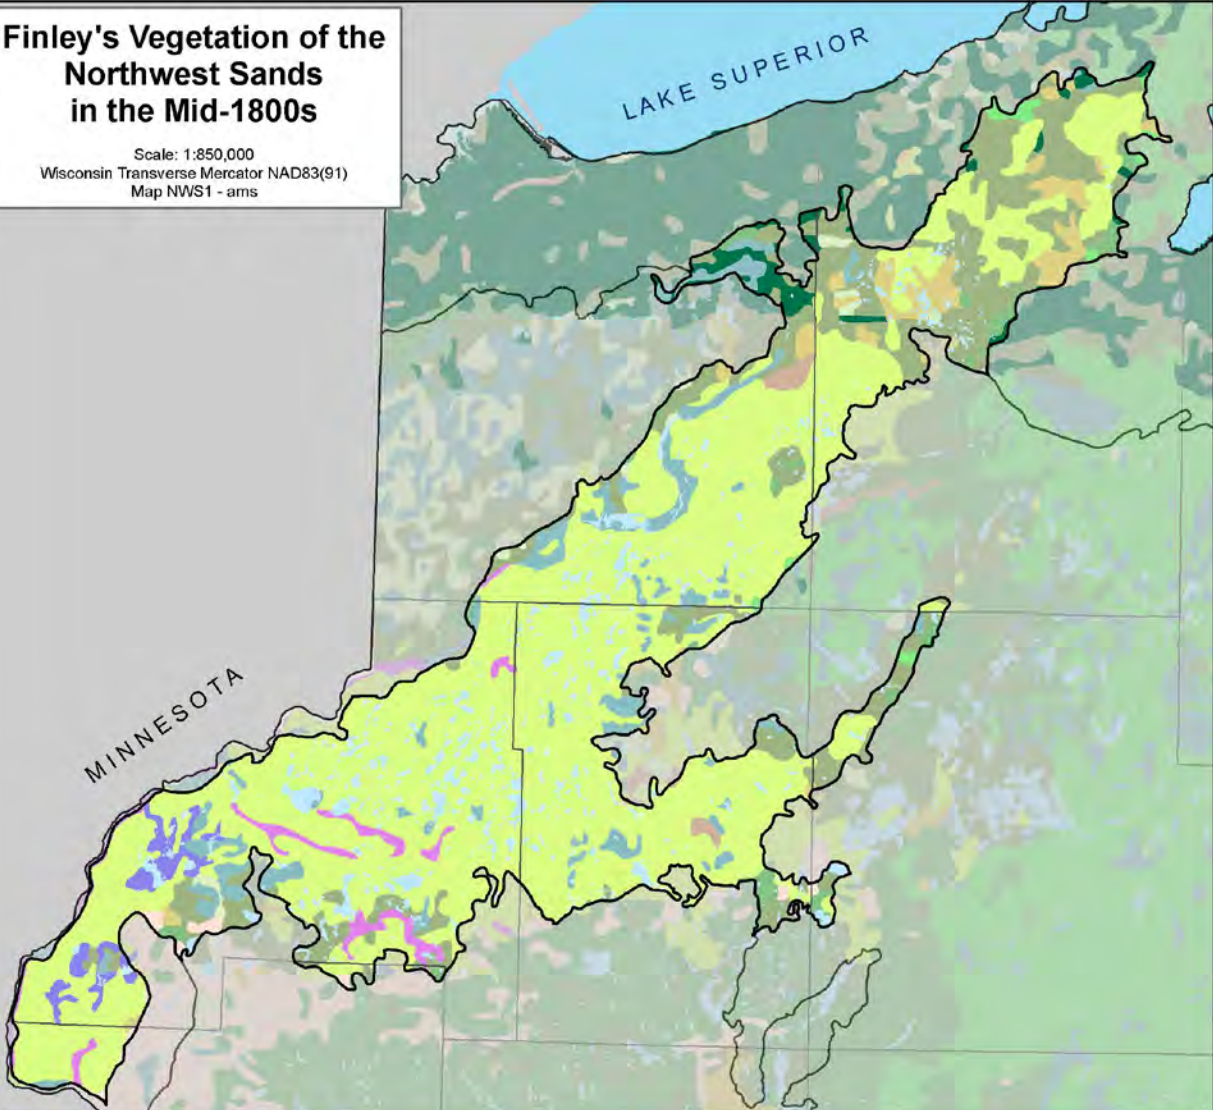 Finley's Vegetation of the
Northwest Sands
in the Mid-1800s
Scale: 1:850,000
Wisconsin Transverse Mercator NAD83(91)
Map NWS1 - ams
LAKE SUPERIOR
MINNESOTA